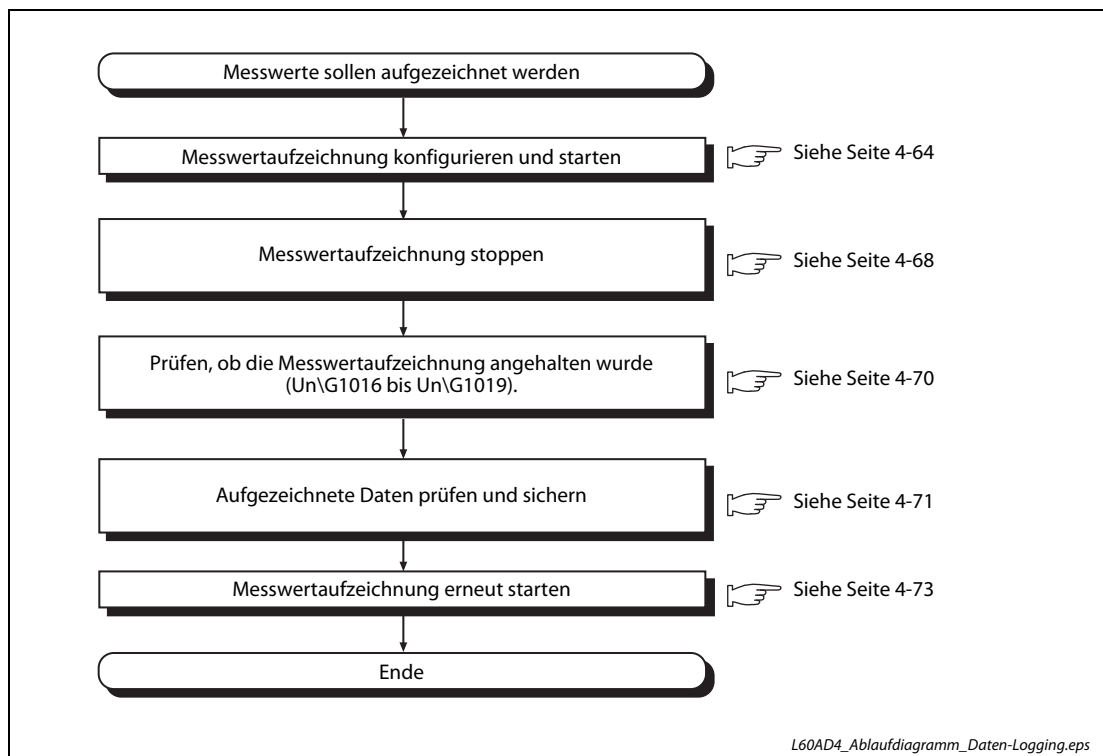 Messwerte sollen aufgezeichnet werden
Messwertaufzeichnung konfigurieren und starten
Siehe Seite 4-64
Messwertaufzeichnung stoppen
Siehe Seite 4-68
Prüfen, ob die Messwertaufzeichnung angehalten wurde
(Un\G1016 bis Un\G1019).
Siehe Seite 4-70
Aufgezeichnete Daten prüfen und sichern
Siehe Seite 4-71
Messwertaufzeichnung erneut starten
Siehe Seite 4-73
Ende
L60AD4_Ablaufdiagramm_Daten-Logging.eps